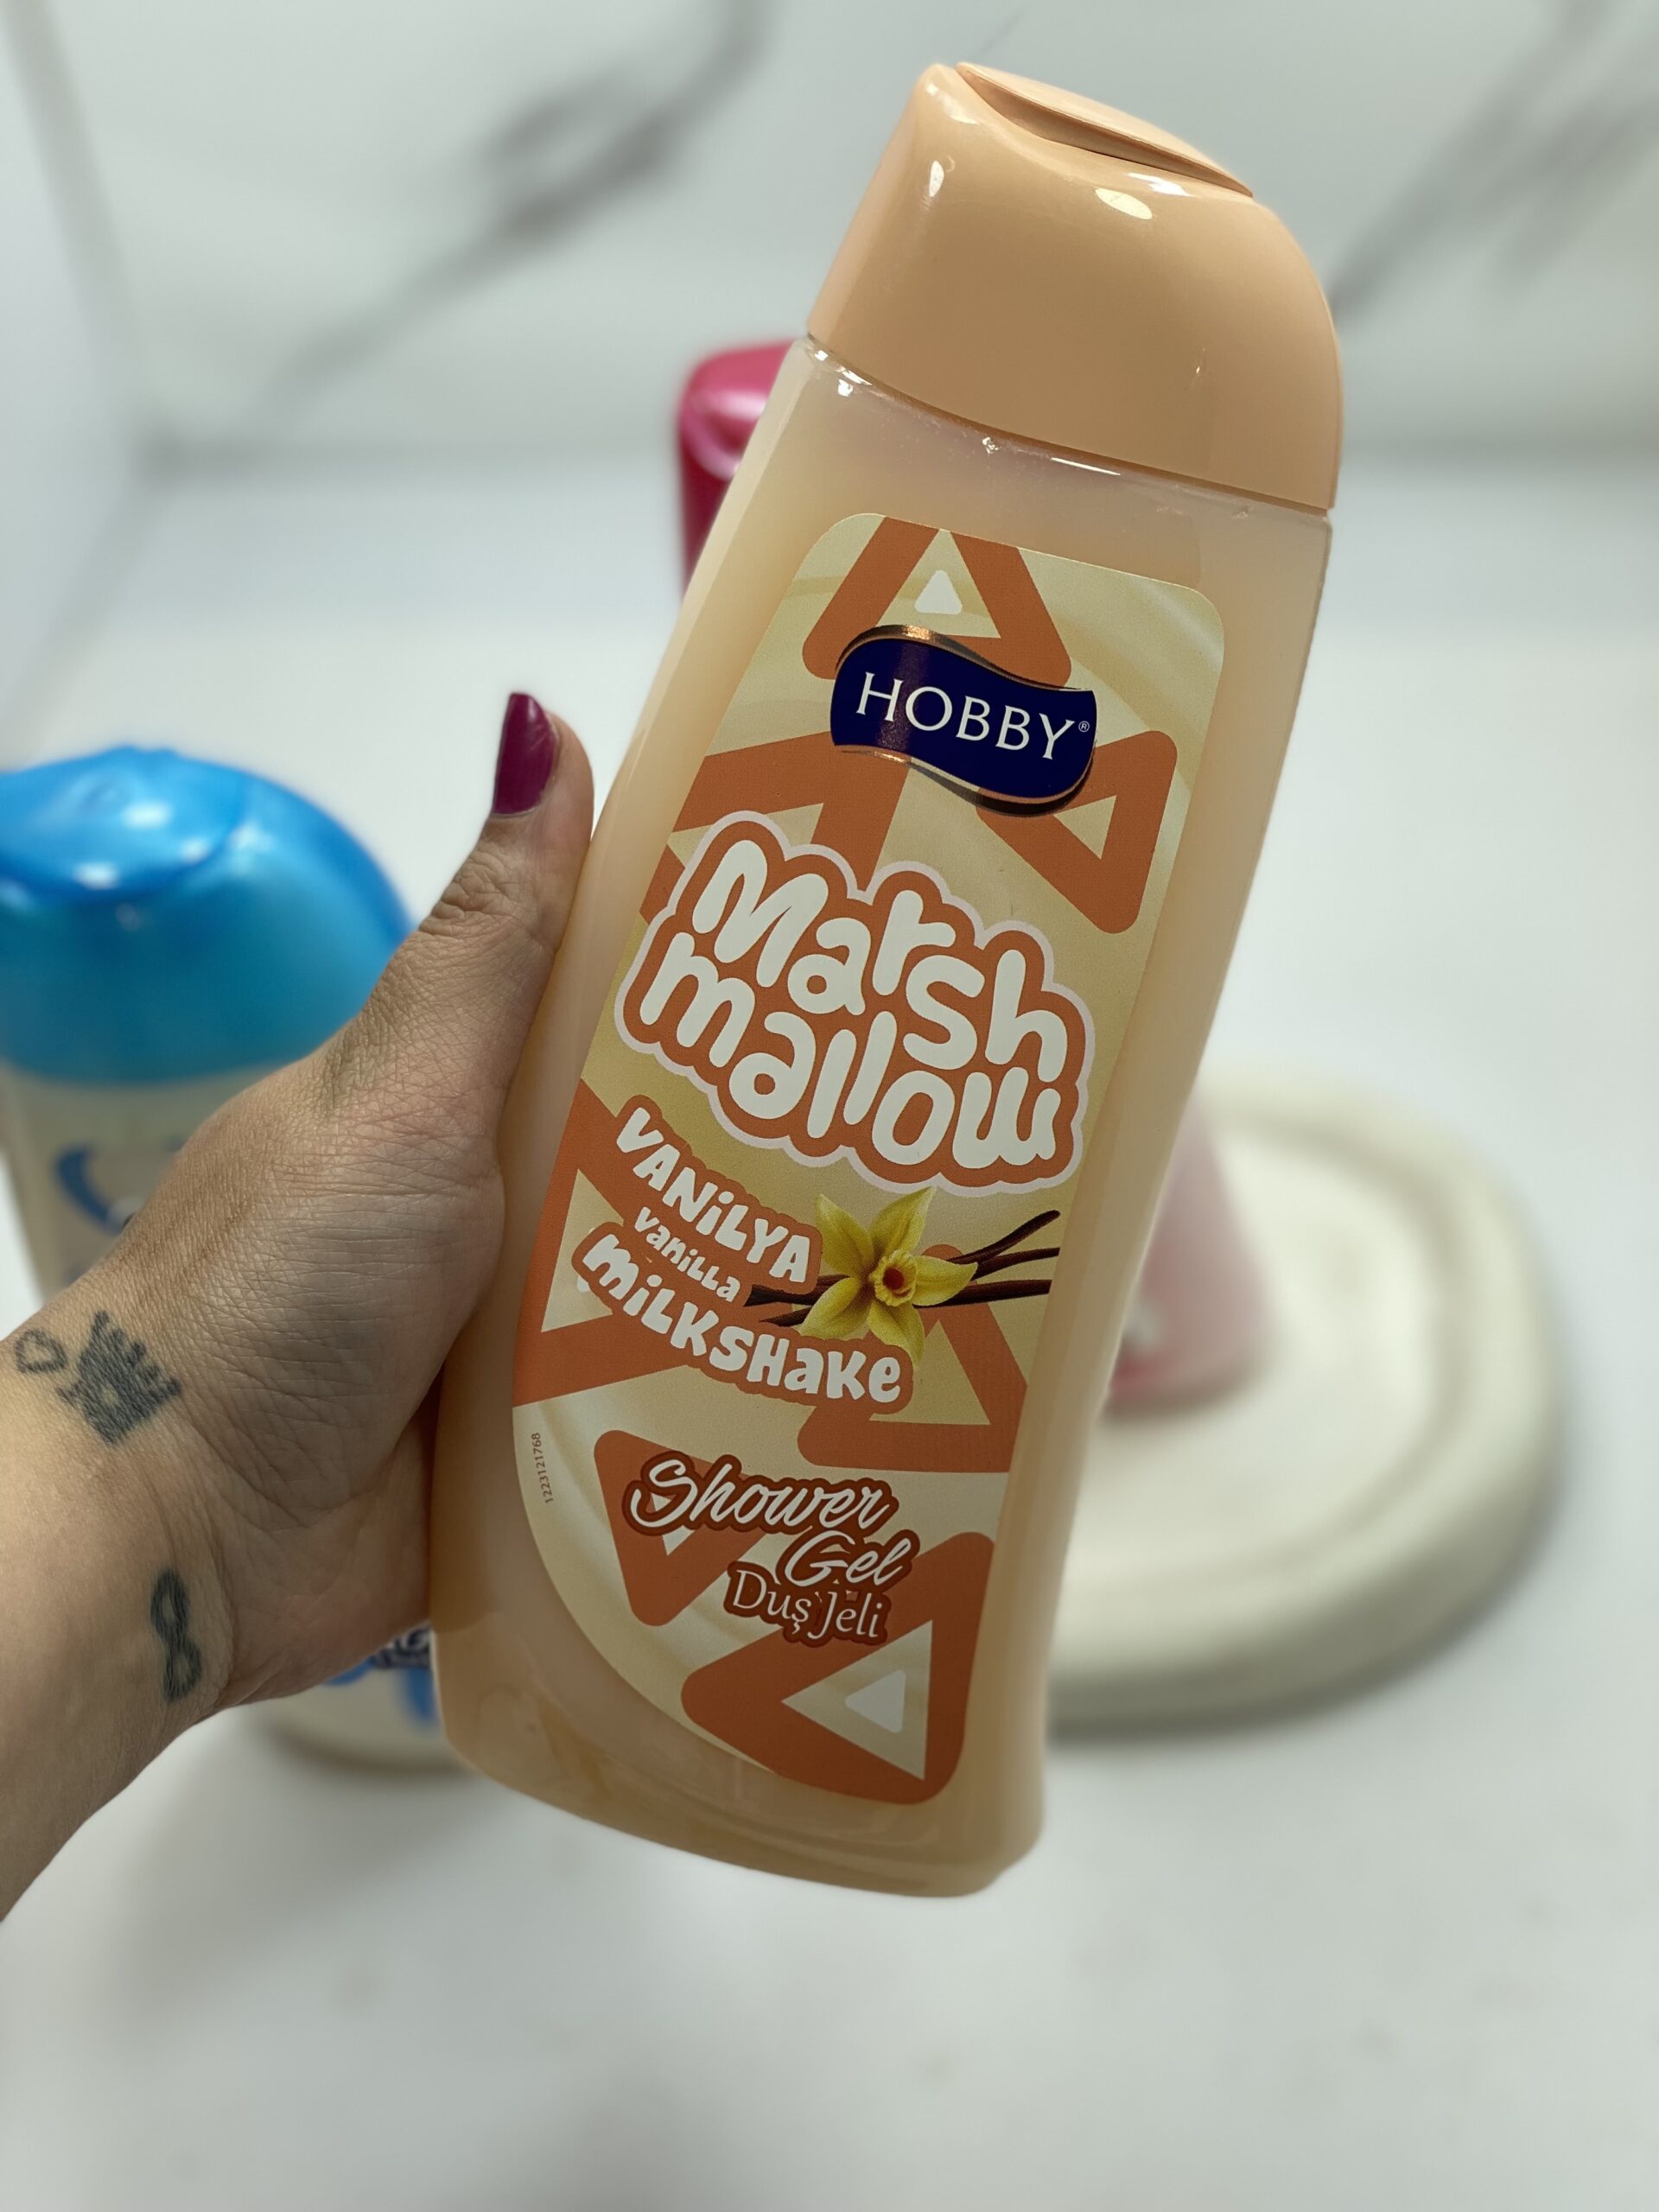 HOBBY®
Marsh
mallow
VANiLYA
vaniLLa
MiLKSHaKe
1223121768
Shower
Gel
Duş Jeli